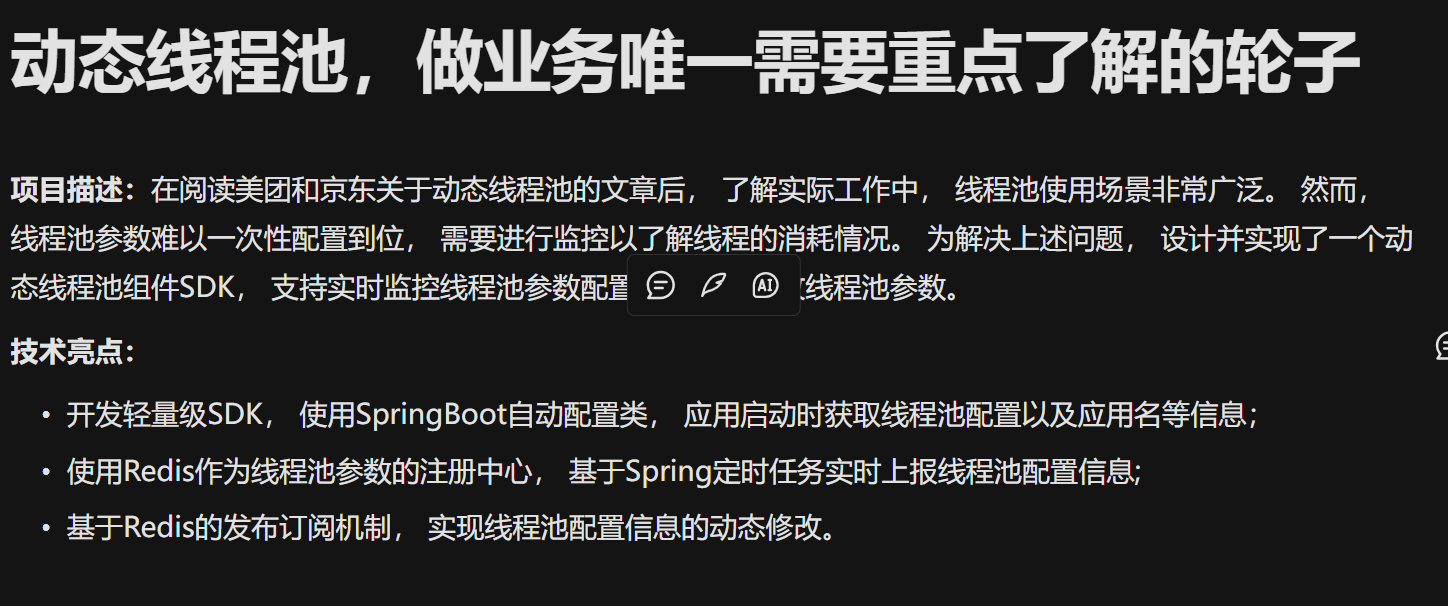 动态线程池，做业务唯一需要重点了解的轮子
项目描述：在阅读美团和京东关于动态线程池的文章后， 了解实际工作中， 线程池使用场景非常广泛。 然而，
线程池参数难以一次性配置到位， 需要进行监控以了解线程的消耗情况。 为解决上述问题， 设计并实现了一个动
态线程池组件SDK， 支持实时监控线程池参数配置
AI
线程池参数。
技术亮点：
• 开发轻量级SDK， 使用SpringBoot自动配置类， 应用启动时获取线程池配置以及应用名等信息；
• 使用Redis作为线程池参数的注册中心， 基于Spring定时任务实时上报线程池配置信息;
• 基于Redis的发布订阅机制， 实现线程池配置信息的动态修改。